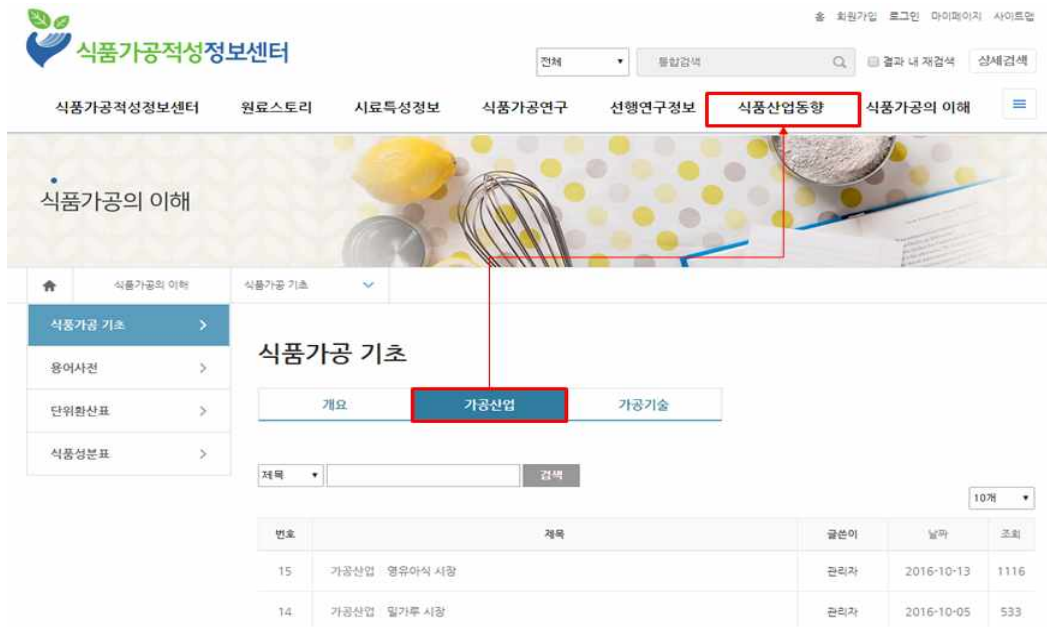 홈 회원가입 로그인 마이페이지 사이트맵
식품가공적성정보센터
전체 통합검색 결과 내 재검색 상세검색
식품가공적성정보센터 원료스토리 시료특성정보 식품가공연구 선행연구정보 식품산업동향 식품가공의 이해
식품가공의 이해
식품가공의 이해 식품가공 기초
식품가공 기초
용어사전
단위환산표
식품성분표
식품가공 기초
개요 가공산업 가공기술
제목 검색
10개
번호 제목 글쓴이 날짜 조회
15 가공산업 영유아식 시장 관리자 2016-10-13 1116
14 가공산업 밀가루 시장 관리자 2016-10-05 533